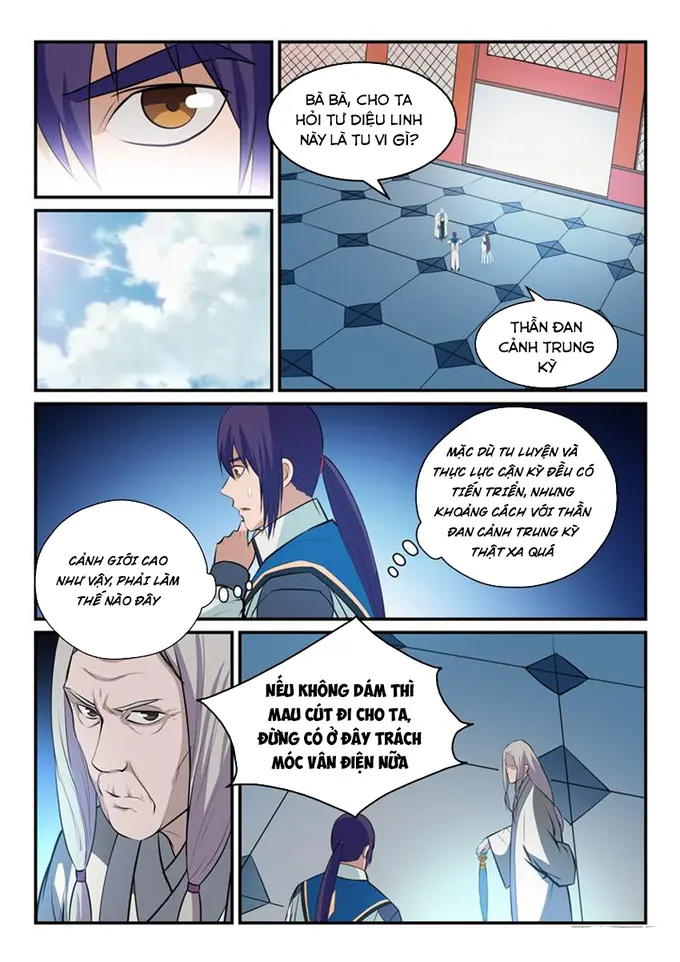 BÀ BÀ, CHO TA
HỎI TƯ DIỆU LINH
NÀY LÀ TU VI GÌ?
THẦN ĐAN
CẢNH TRUNG
KỲ
MẶC DÙ TU LUYỆN VÀ
THỰC LỰC CẬN KỲ ĐỀU CÓ
TIẾN TRIỂN, NHƯNG
KHOẢNG CÁCH VỚI THẦN
ĐAN CẢNH TRUNG KỲ
THẬT XA QUÁ
CẢNH GIỚI CAO
NHƯ VẬY, PHẢI LÀM
THẾ NÀO ĐÂY
NẾU KHÔNG DÁM THÌ
MAU CÚT ĐI CHO TA,
ĐỪNG CÓ Ở ĐÂY TRÁCH
MÓC VÂN ĐIỆN NỮA